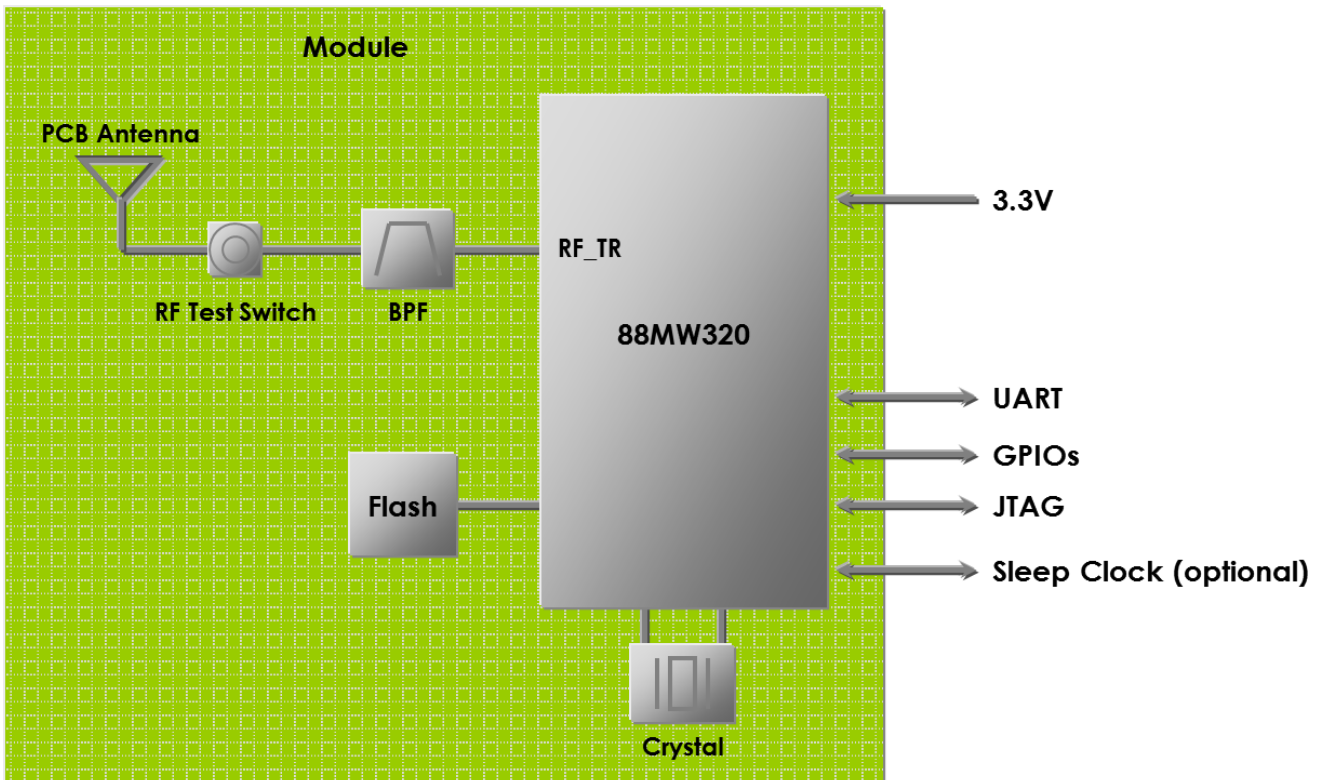 Module
PCB Antenna
3.3V
RF_TR
RF Test Switch
BPF
88MW320
UART
GPIOs
Flash
JTAG
Sleep Clock (optional)
Crystal